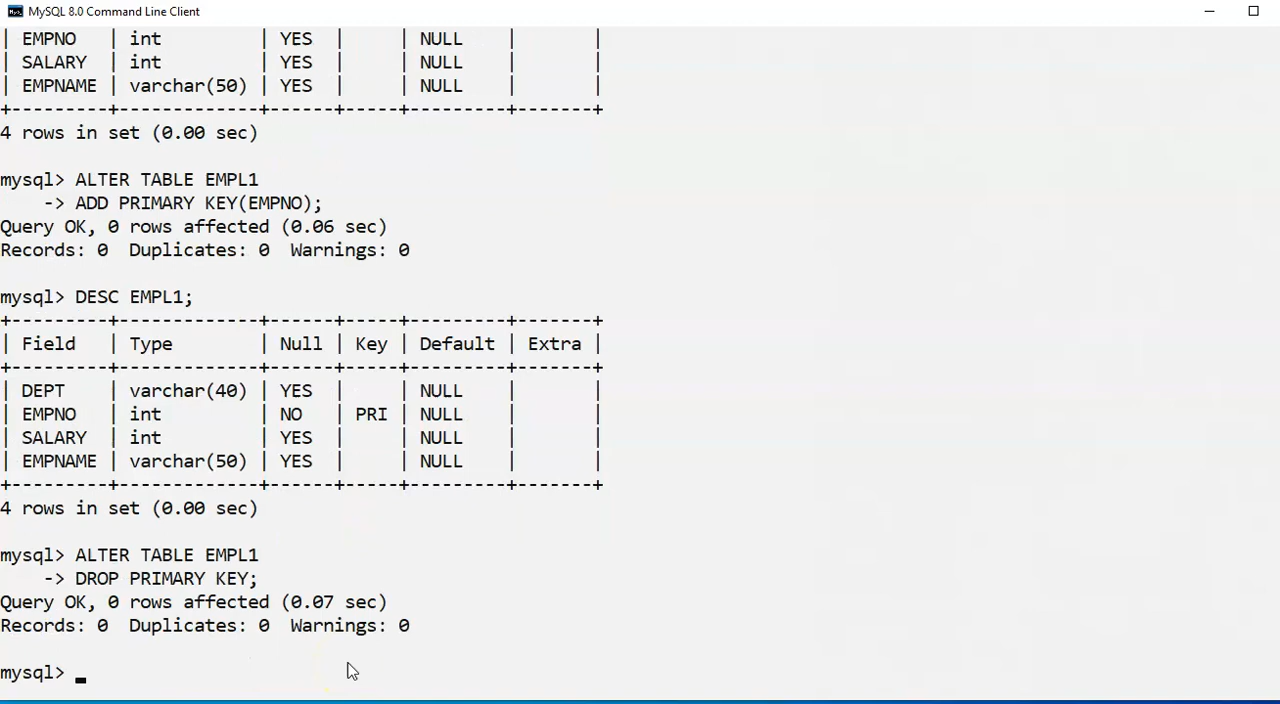 MySQL 8.0 Command Line Client
| EMPNO   | int         | YES  |     | NULL    |       |
| SALARY  | int         | YES  |     | NULL    |       |
| EMPNAME | varchar(50) | YES  |     | NULL    |       |
+---------+-------------+------+-----+---------+-------+
4 rows in set (0.00 sec)
mysql> ALTER TABLE EMPL1
    -> ADD PRIMARY KEY(EMPNO);
Query OK, 0 rows affected (0.06 sec)
Records: 0  Duplicates: 0  Warnings: 0
mysql> DESC EMPL1;
+---------+-------------+------+-----+---------+-------+
| Field   | Type        | Null | Key | Default | Extra |
+---------+-------------+------+-----+---------+-------+
| DEPT    | varchar(40) | YES  |     | NULL    |       |
| EMPNO   | int         | NO   | PRI | NULL    |       |
| SALARY  | int         | YES  |     | NULL    |       |
| EMPNAME | varchar(50) | YES  |     | NULL    |       |
+---------+-------------+------+-----+---------+-------+
4 rows in set (0.00 sec)
mysql> ALTER TABLE EMPL1
    -> DROP PRIMARY KEY;
Query OK, 0 rows affected (0.07 sec)
Records: 0  Duplicates: 0  Warnings: 0
mysql>